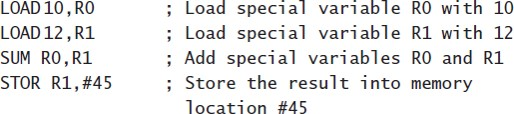 LOAD10,R0 ; Load special variable R0 with 10
LOAD12,R1 ; Load special variable R1 with 12
SUM R0,R1 ; Add special variables R0 and R1
STOR R1,#45 ; Store the result into memory
location #45